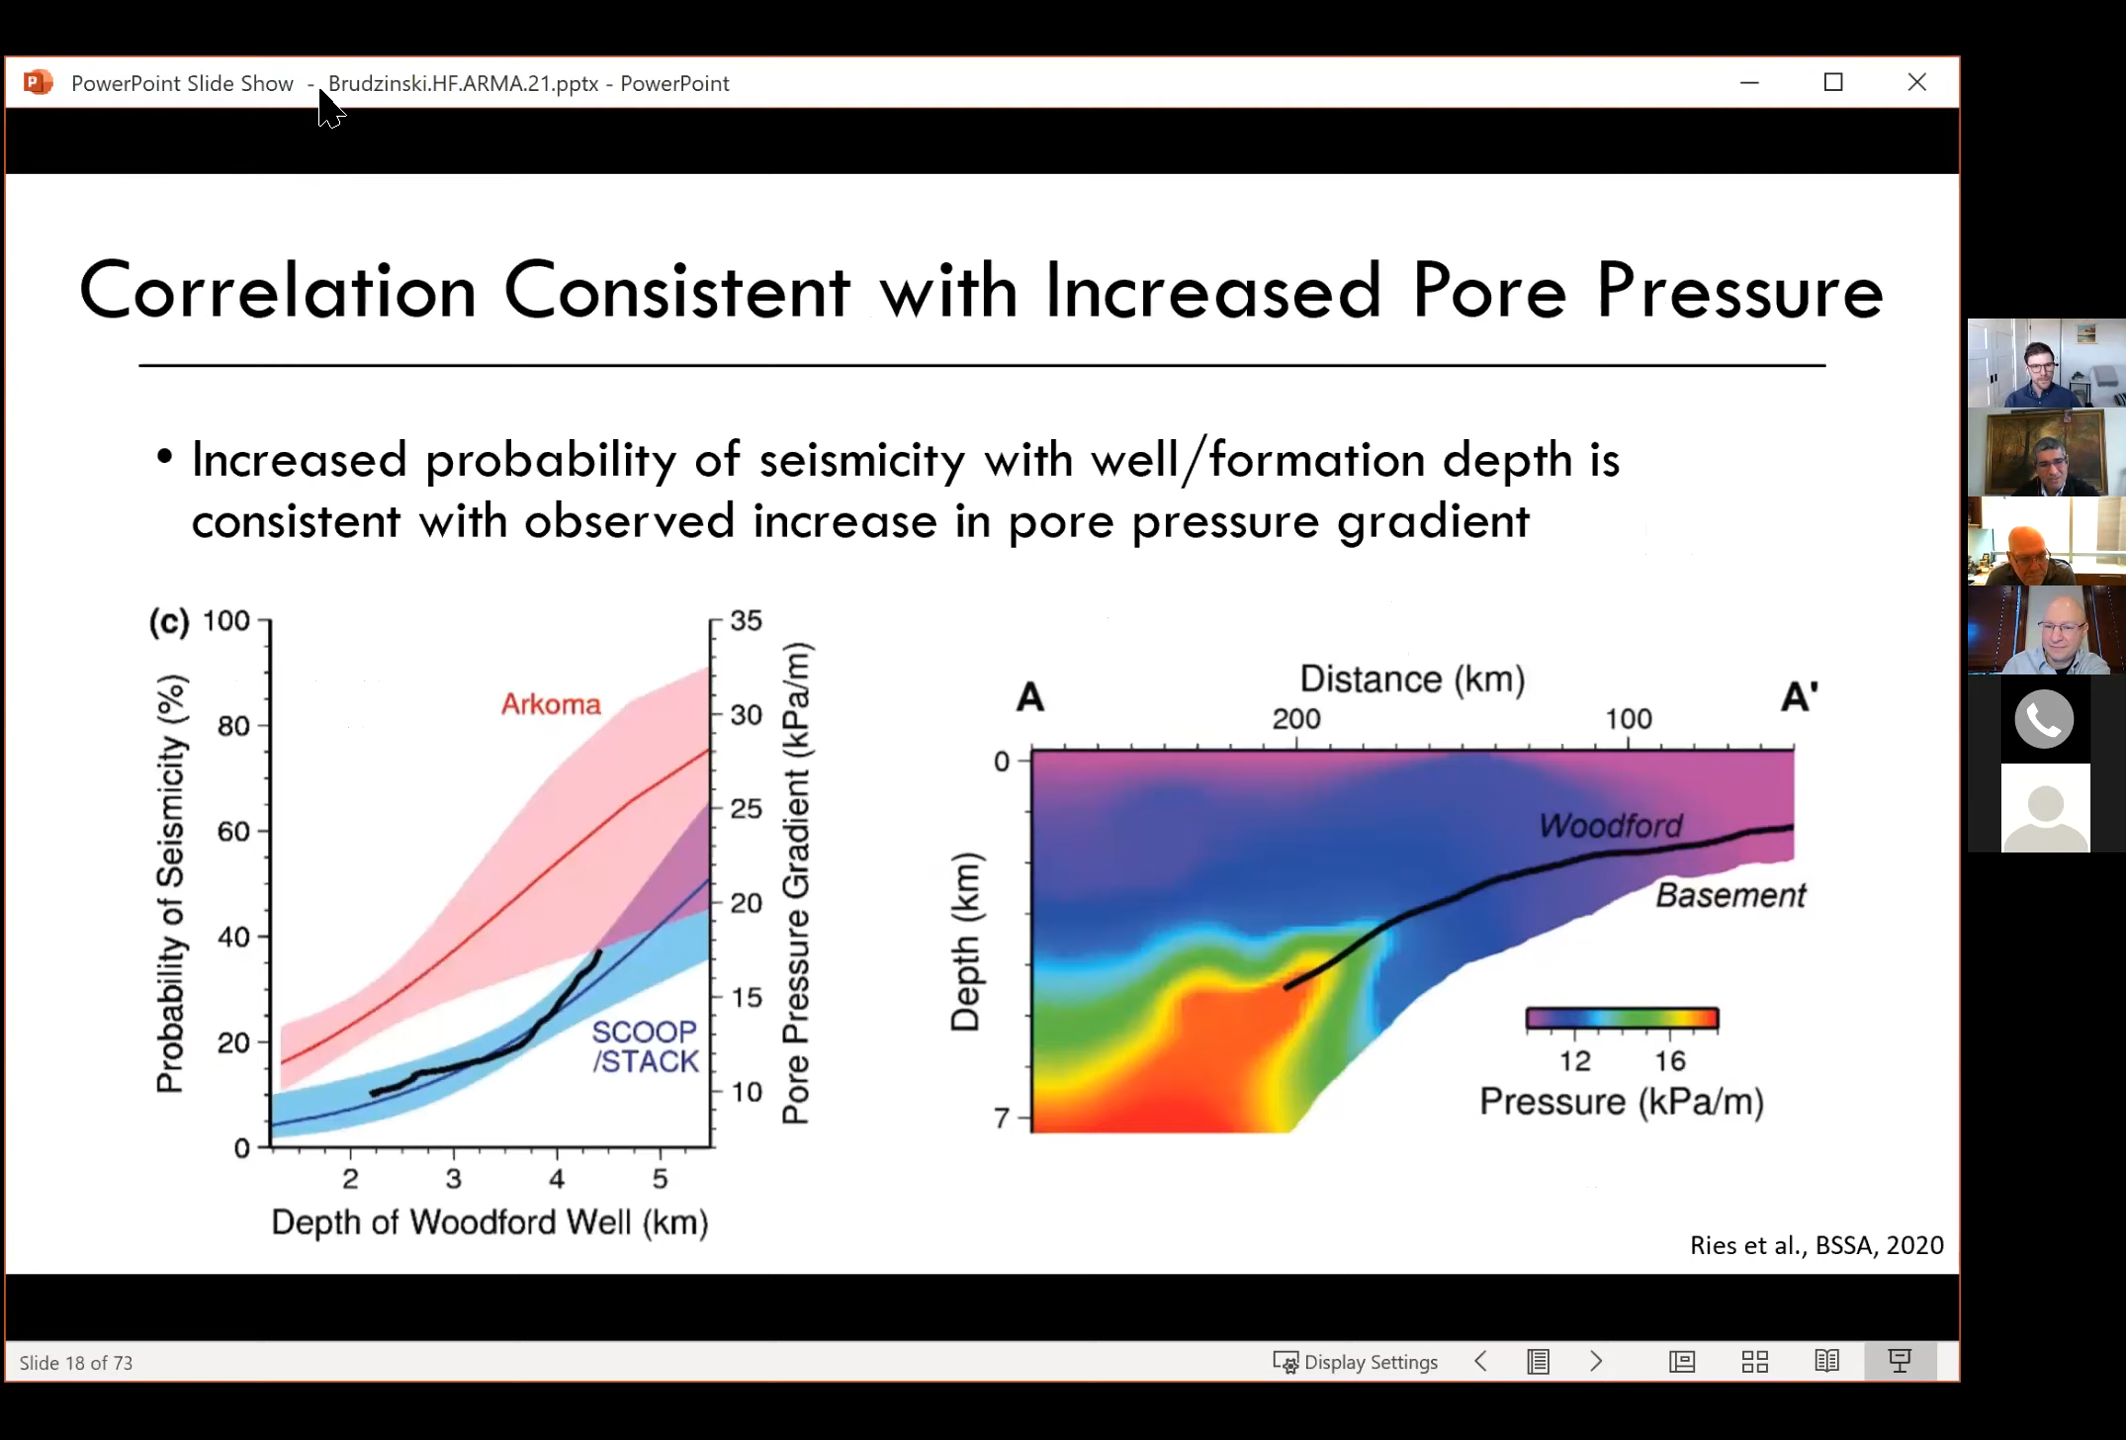 PowerPoint Slide Show - Brudzinski.HF.ARMA.21.pptx - PowerPoint
Correlation Consistent with Increased Pore Pressure
• Increased probability of seismicity with well/formation depth is
consistent with observed increase in pore pressure gradient
(c)
Probability of Seismicity (%)
100
80
60
40
20
0
Arkoma
SCOOP
/STACK
35
30
25
20
15
10
Pore Pressure Gradient (kPa/m)
2 3 4 5
Depth of Woodford Well (km)
Distance (km)
A A'
200 100
0
7
Depth (km)
Woodford
Basement
12 16
Pressure (kPa/m)
Ries et al., BSSA, 2020
Slide 18 of 73
Display Settings